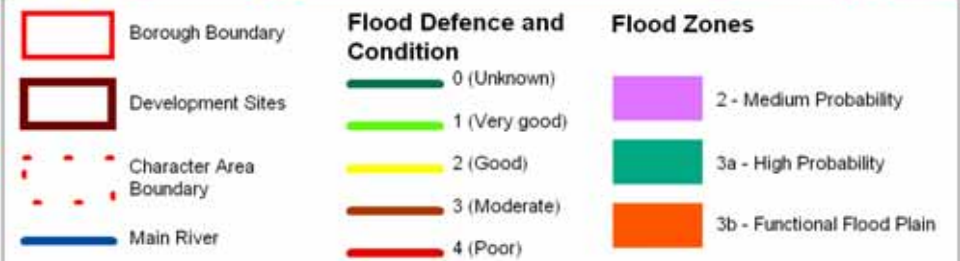 Borough Boundary
Development Sites
Character Area
Boundary
Main River
Flood Defence and
Condition
0 (Unknown)
1 (Very good)
2 (Good)
3 (Moderate)
4 (Poor)
Flood Zones
2 - Medium Probability
3a - High Probability
3b - Functional Flood Plain